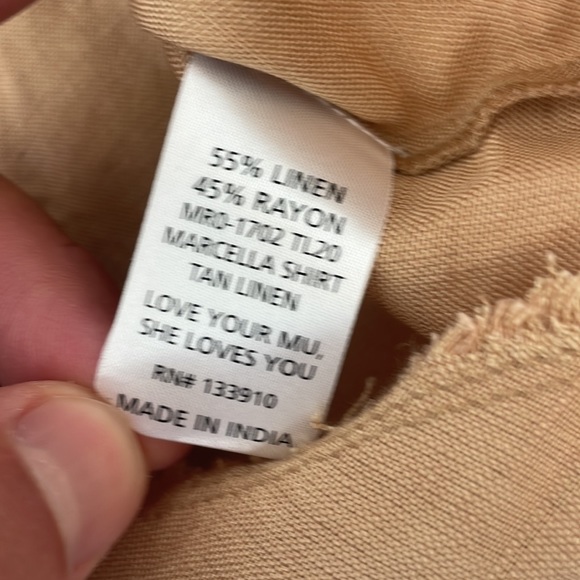 55% LINEN
45% RAYON
MR0-1702 TL20
MARCELLA SHIRT
TAN LINEN
LOVE YOUR MU,
SHE LOVES YOU
RN# 133910
MADE IN INDIA